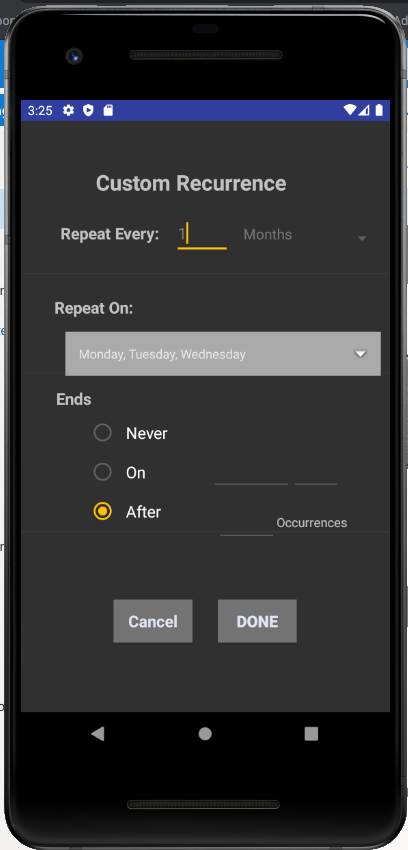 3:25
Custom Recurrence
Repeat Every: 1 Months
Repeat On:
Monday, Tuesday, Wednesday
Ends
Never
On
After
Occurrences
Cancel DONE